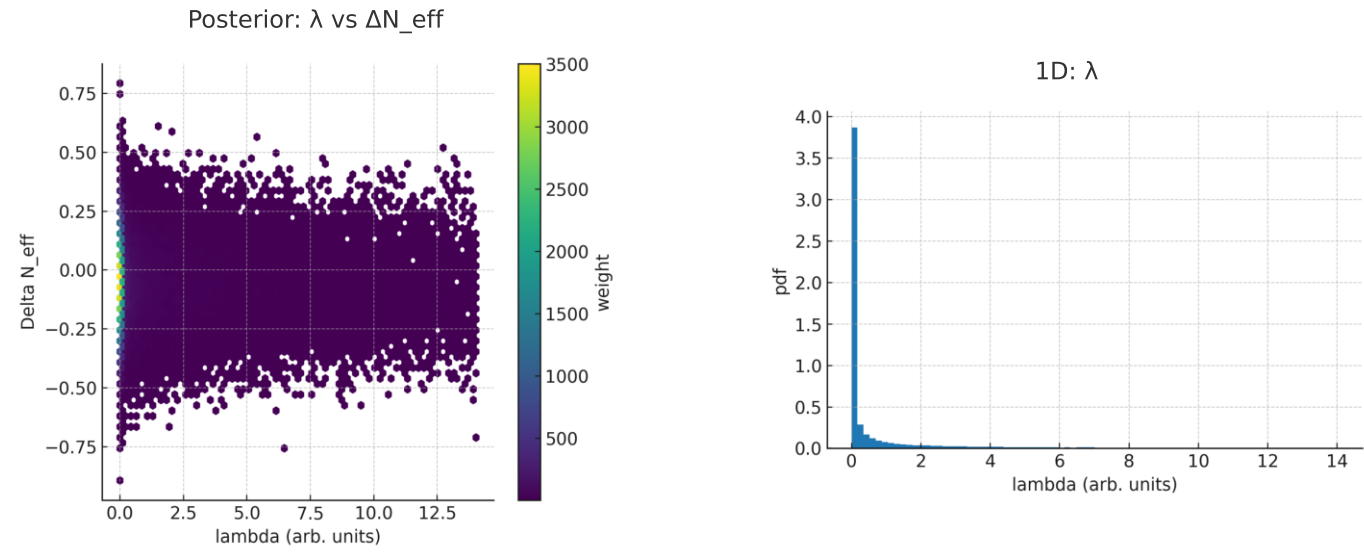 Posterior: λ vs ΔN_eff
0.75
0.50
0.25
0.00
−0.25
−0.50
−0.75
Delta N_eff
0.0 2.5 5.0 7.5 10.0 12.5
lambda (arb. units)
3500
3000
2500
2000
1500
1000
500
weight
1D: λ
4.0
3.5
3.0
2.5
2.0
1.5
1.0
0.5
0.0
pdf
0 2 4 6 8 10 12 14
lambda (arb. units)